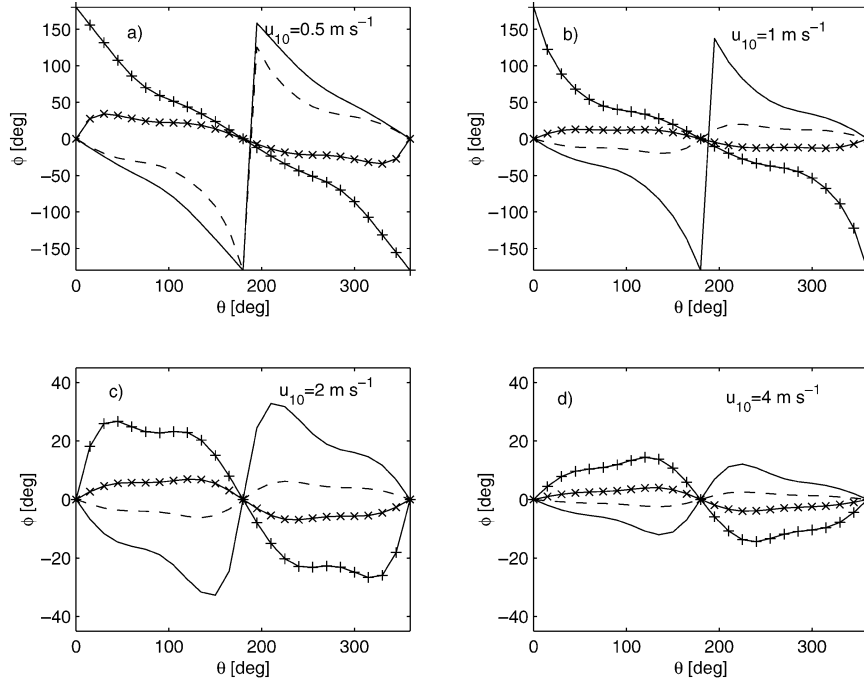 a) u10=0.5 m s−1
150
100
50
0
−50
−100
−150
ϕ [deg]
0 100 200 300
θ [deg]
b) u10=1 m s−1
150
100
50
0
−50
−100
−150
ϕ [deg]
0 100 200 300
θ [deg]
c) u10=2 m s−1
40
20
0
−20
−40
ϕ [deg]
0 100 200 300
θ [deg]
d) u10=4 m s−1
40
20
0
−20
−40
ϕ [deg]
0 100 200 300
θ [deg]